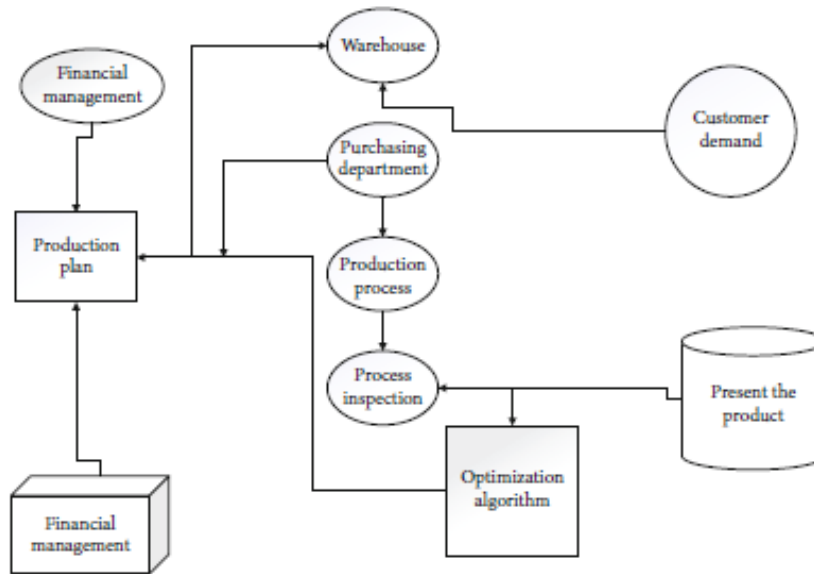 Warehouse
Financial
management
Customer
demand
Purchasing
department
Production
plan
Production
process
Process
inspection
Present the
product
Optimization
algorithm
Financial
management